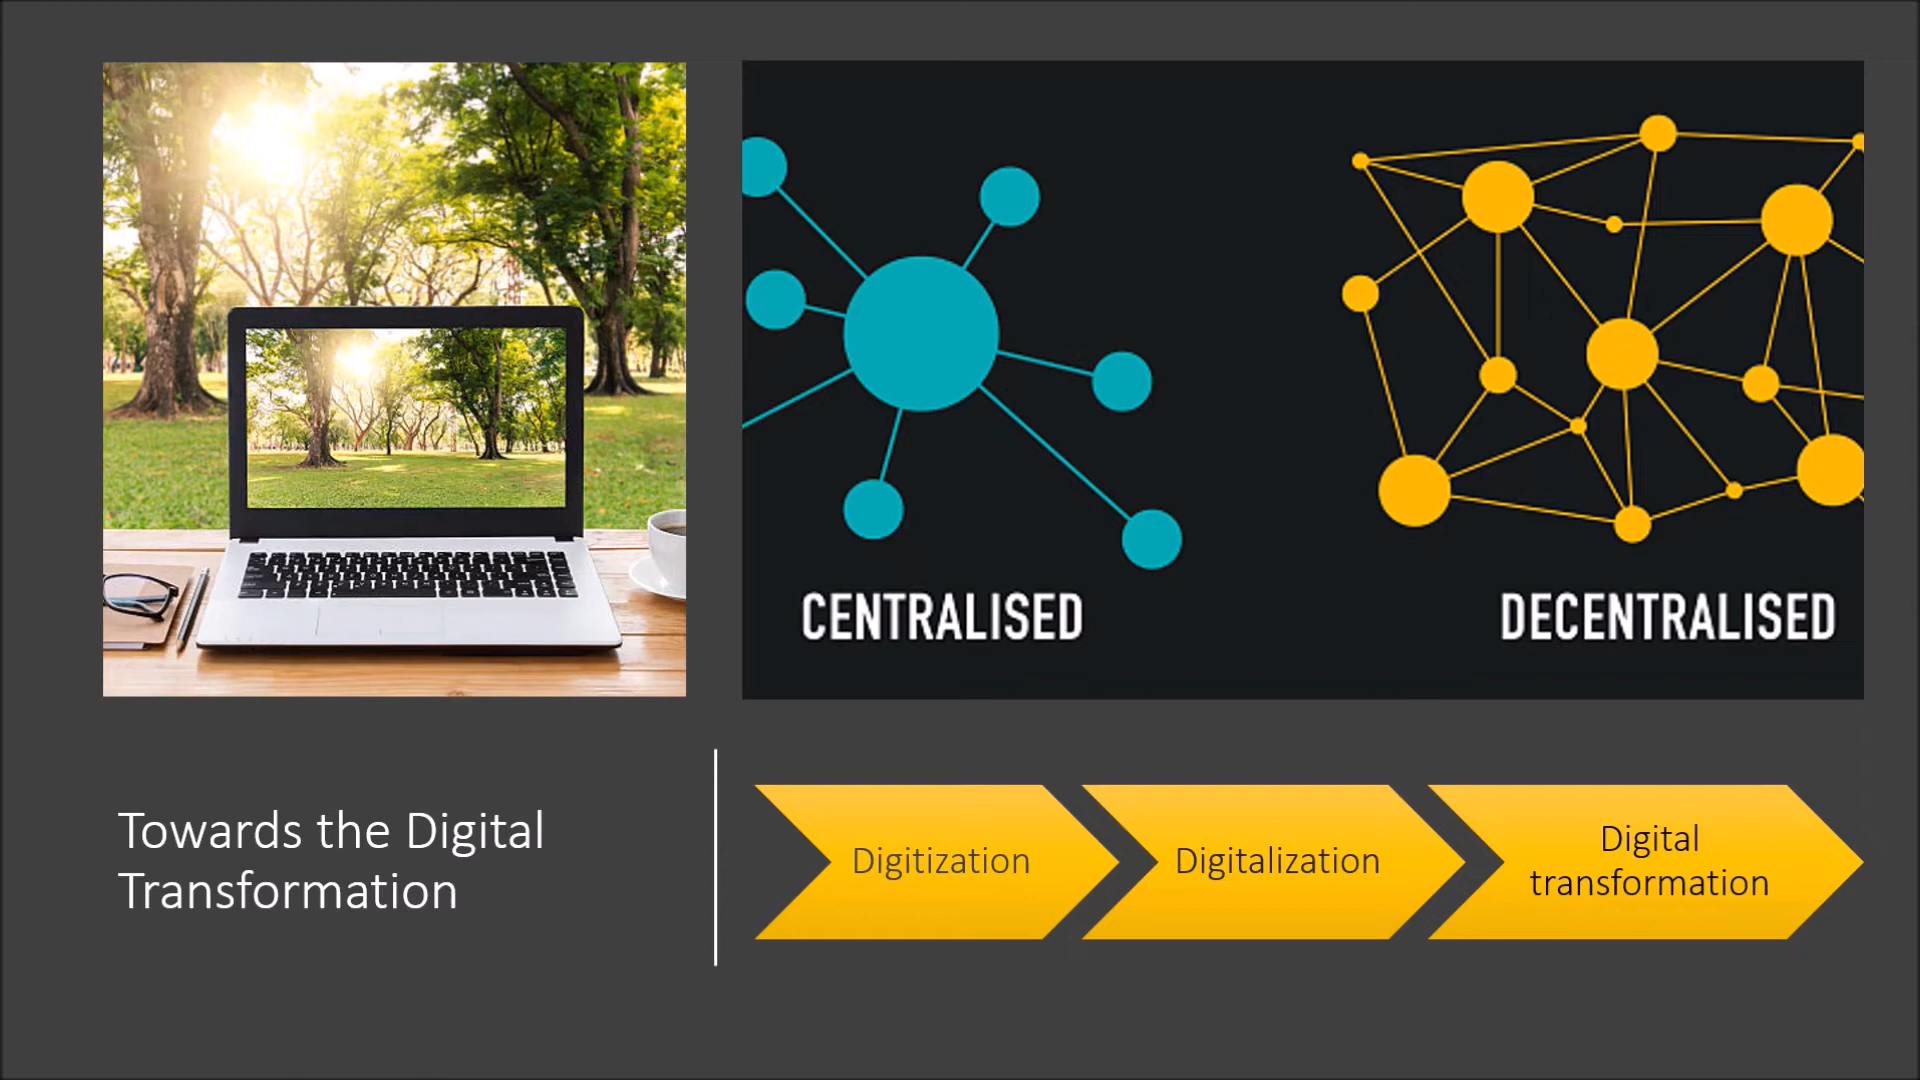 CENTRALISED
DECENTRALISED
Towards the Digital
Transformation
Digitization
Digitalization
Digital
transformation